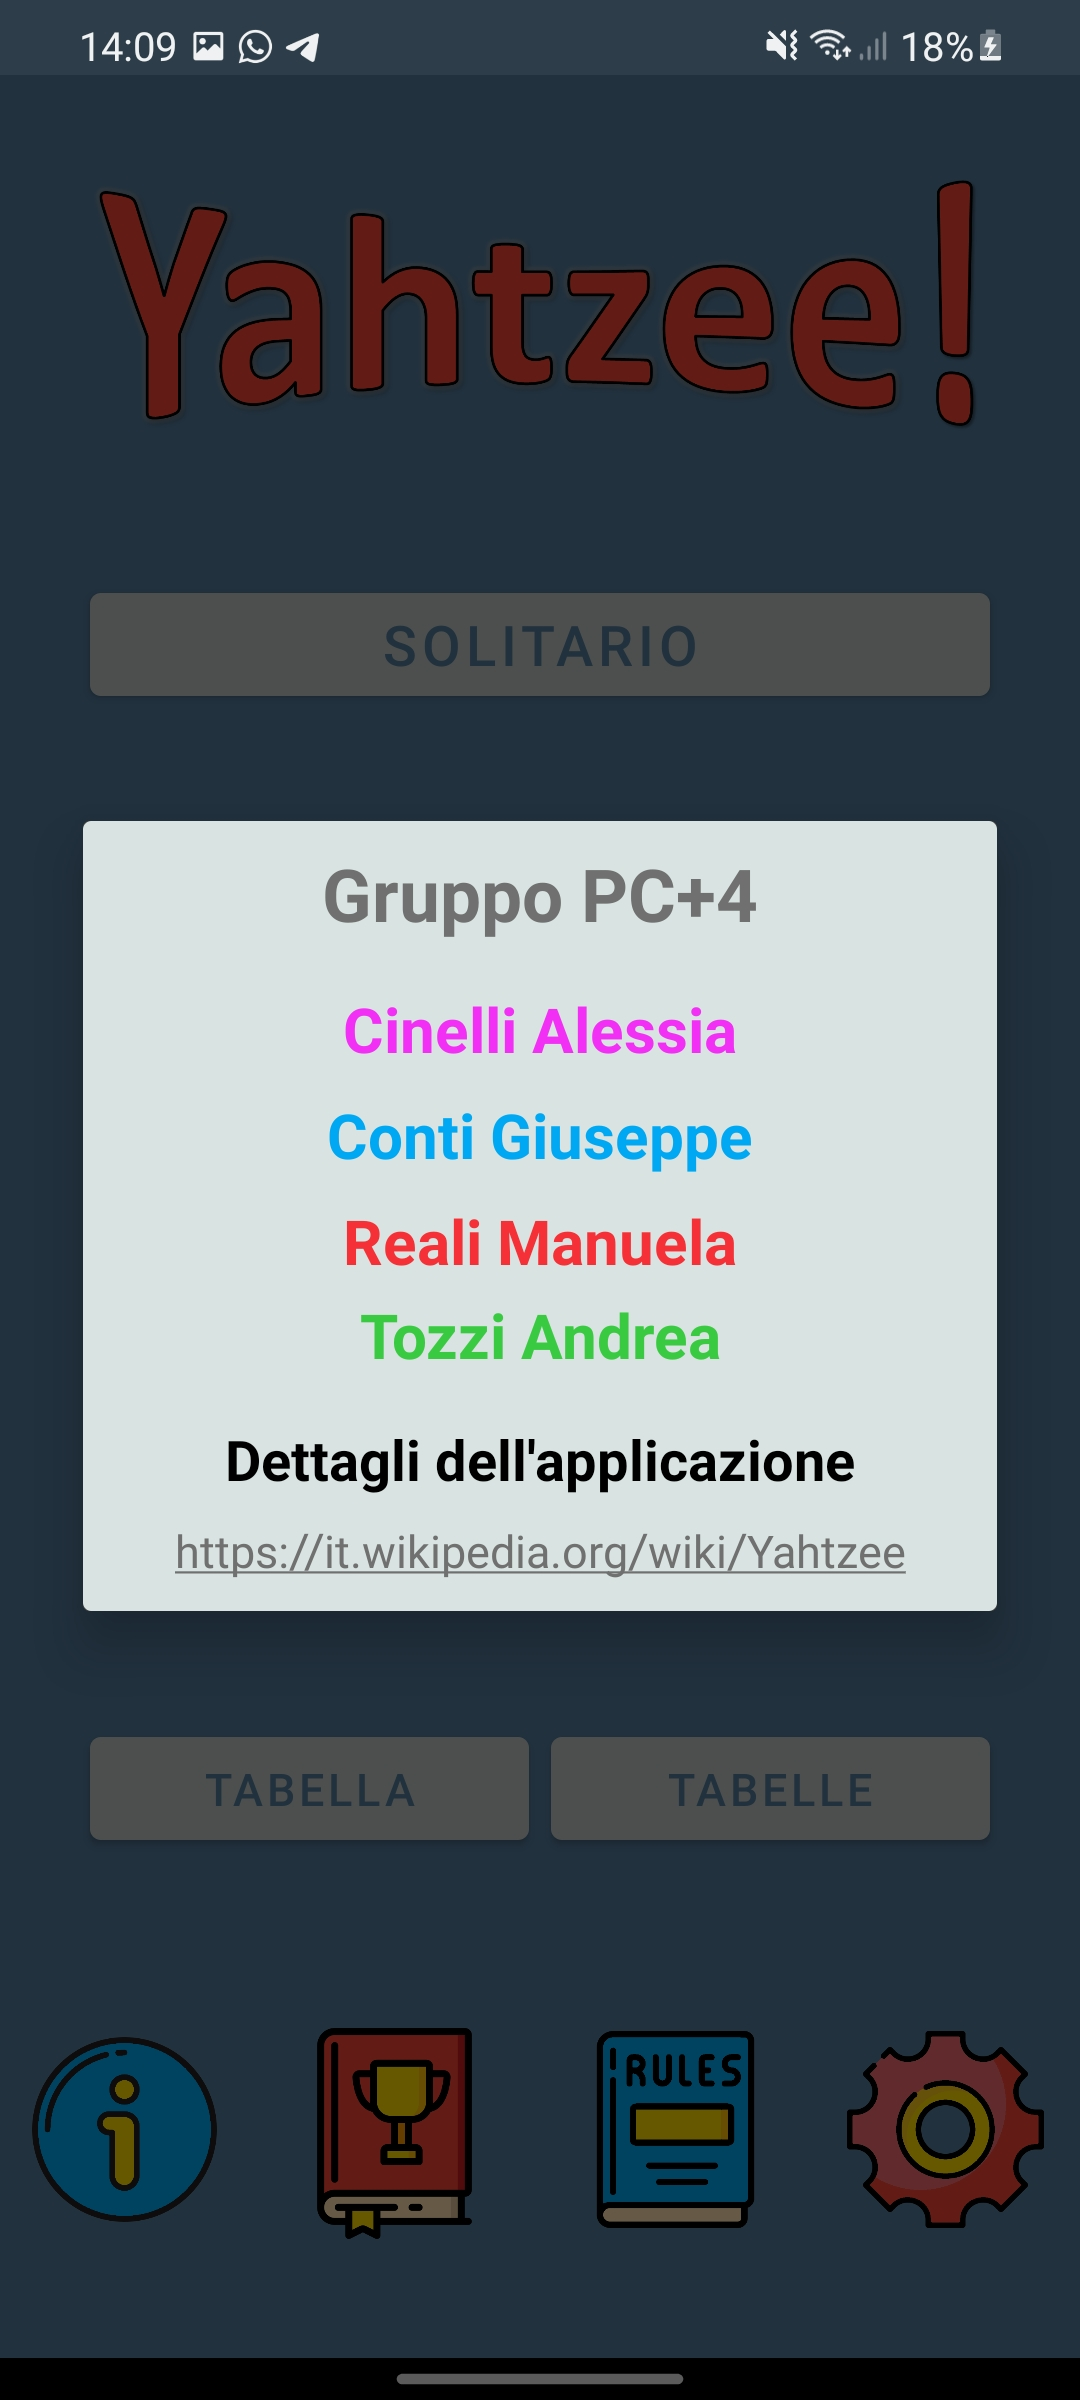 14:09 18%
Yahtzee!
SOLITARIO
Gruppo PC+4
Cinelli Alessia
Conti Giuseppe
Reali Manuela
Tozzi Andrea
Dettagli dell'applicazione
https://it.wikipedia.org/wiki/Yahtzee
TABELLA TABELLE
RULES